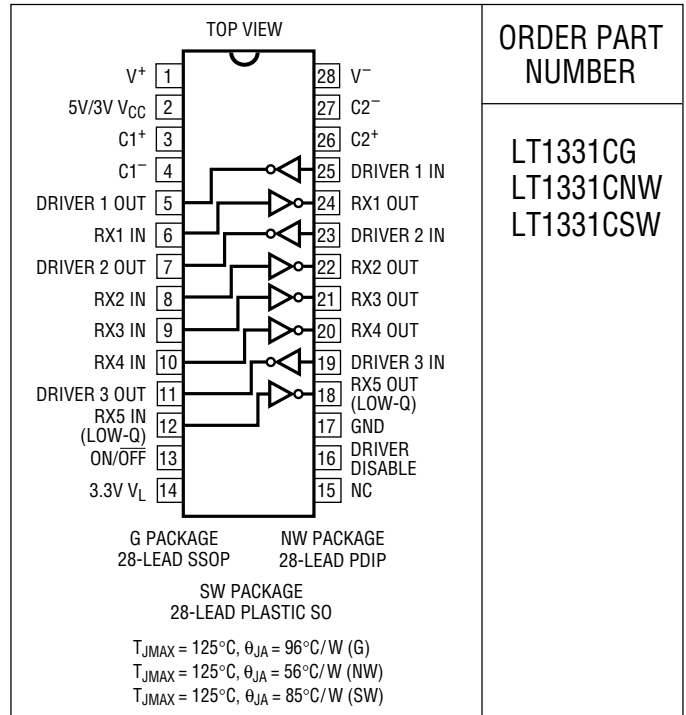 TOP VIEW
V+ 1
5V/3V VCC 2
C1+ 3
C1− 4
DRIVER 1 OUT 5
RX1 IN 6
DRIVER 2 OUT 7
RX2 IN 8
RX3 IN 9
RX4 IN 10
DRIVER 3 OUT 11
RX5 IN
(LOW-Q) 12
ON/OFF 13
3.3V VL 14
28 V−
27 C2−
26 C2+
25 DRIVER 1 IN
24 RX1 OUT
23 DRIVER 2 IN
22 RX2 OUT
21 RX3 OUT
20 RX4 OUT
19 DRIVER 3 IN
18 RX5 OUT
(LOW-Q)
17 GND
16 DRIVER
DISABLE
15 NC
G PACKAGE
28-LEAD SSOP
NW PACKAGE
28-LEAD PDIP
SW PACKAGE
28-LEAD PLASTIC SO
TJMAX = 125°C, θJA = 96°C/W (G)
TJMAX = 125°C, θJA = 56°C/W (NW)
TJMAX = 125°C, θJA = 85°C/W (SW)
ORDER PART
NUMBER
LT1331CG
LT1331CNW
LT1331CSW